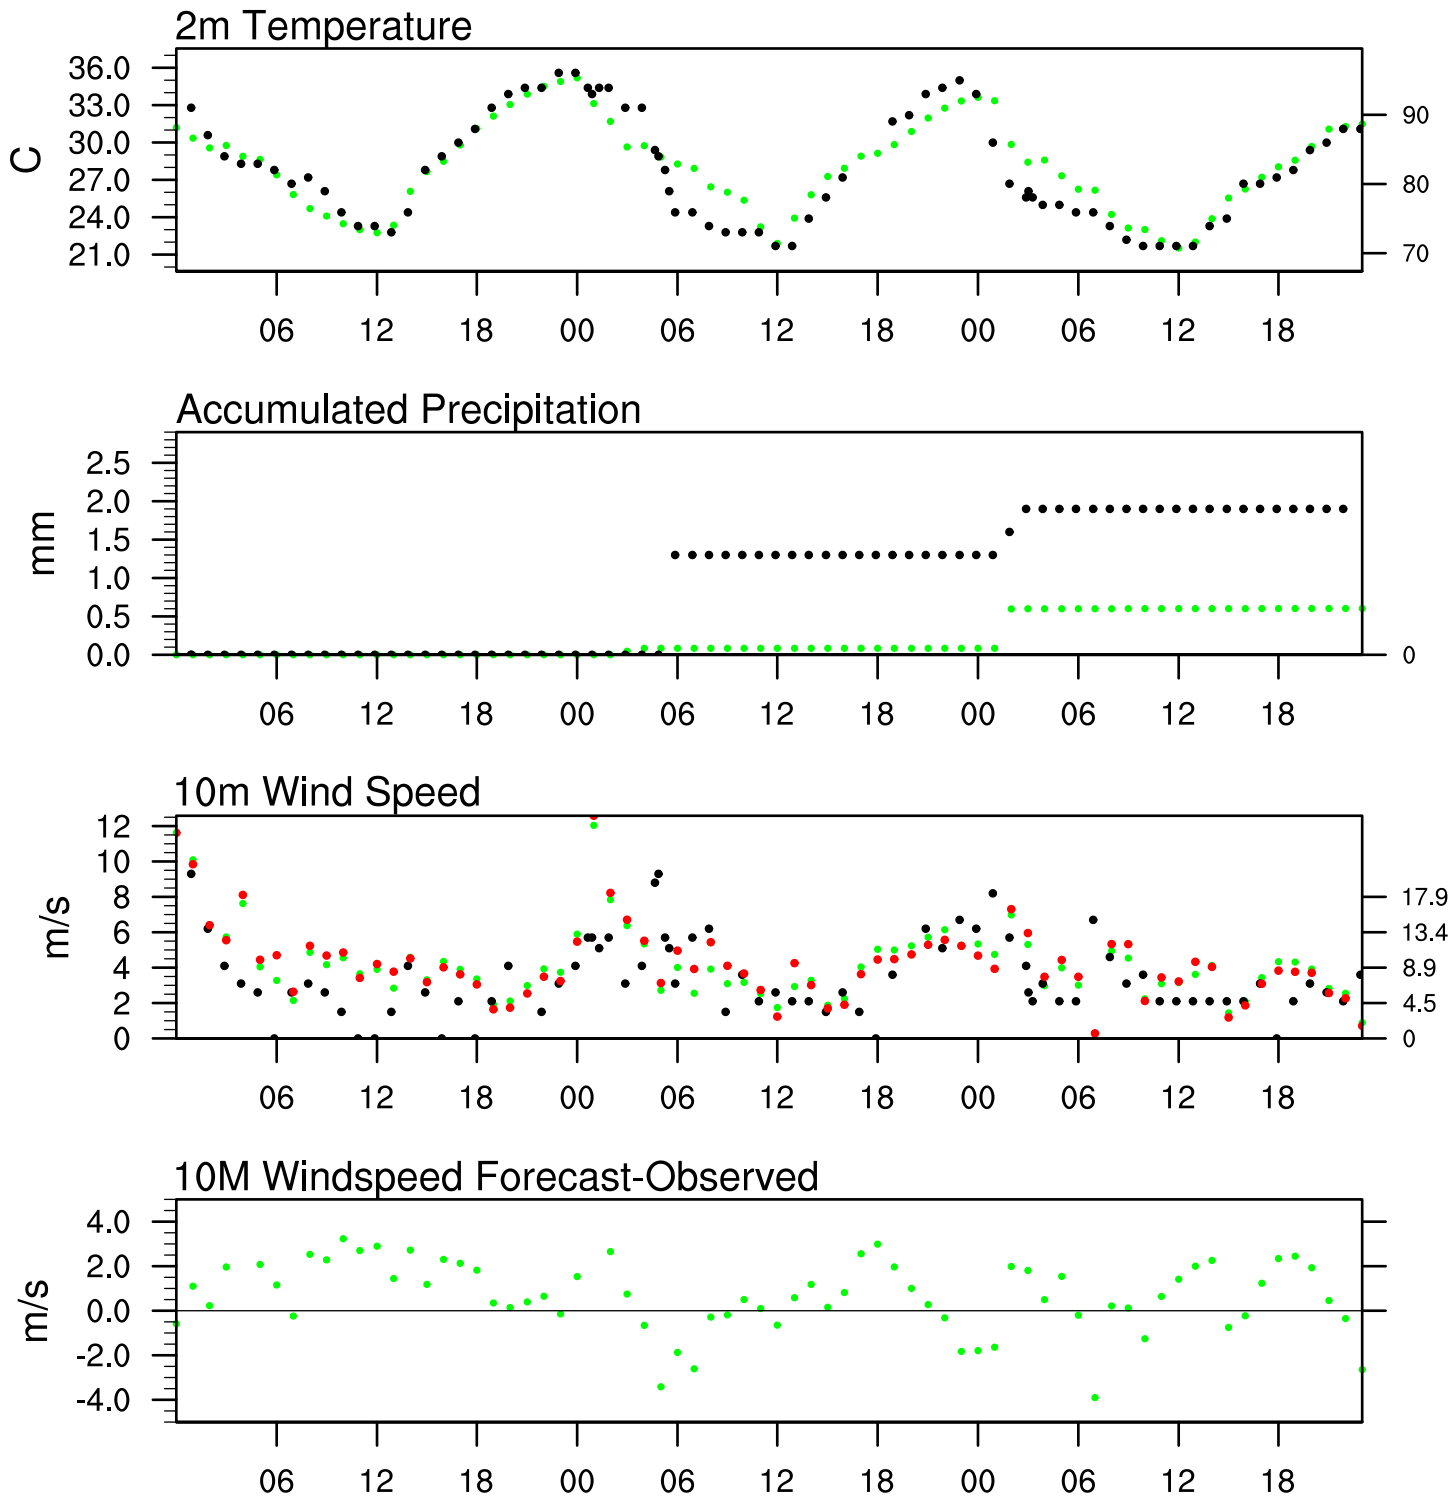 2m Temperature
36.0
33.0
30.0
27.0
24.0
21.0
C
90
80
70
06 12 18 00 06 12 18 00 06 12 18
Accumulated Precipitation
2.5
2.0
1.5
1.0
0.5
0.0
mm
0
06 12 18 00 06 12 18 00 06 12 18
10m Wind Speed
12
10
8
6
4
2
0
m/s
17.9
13.4
8.9
4.5
0
06 12 18 00 06 12 18 00 06 12 18
10M Windspeed Forecast-Observed
4.0
2.0
0.0
-2.0
-4.0
m/s
06 12 18 00 06 12 18 00 06 12 18